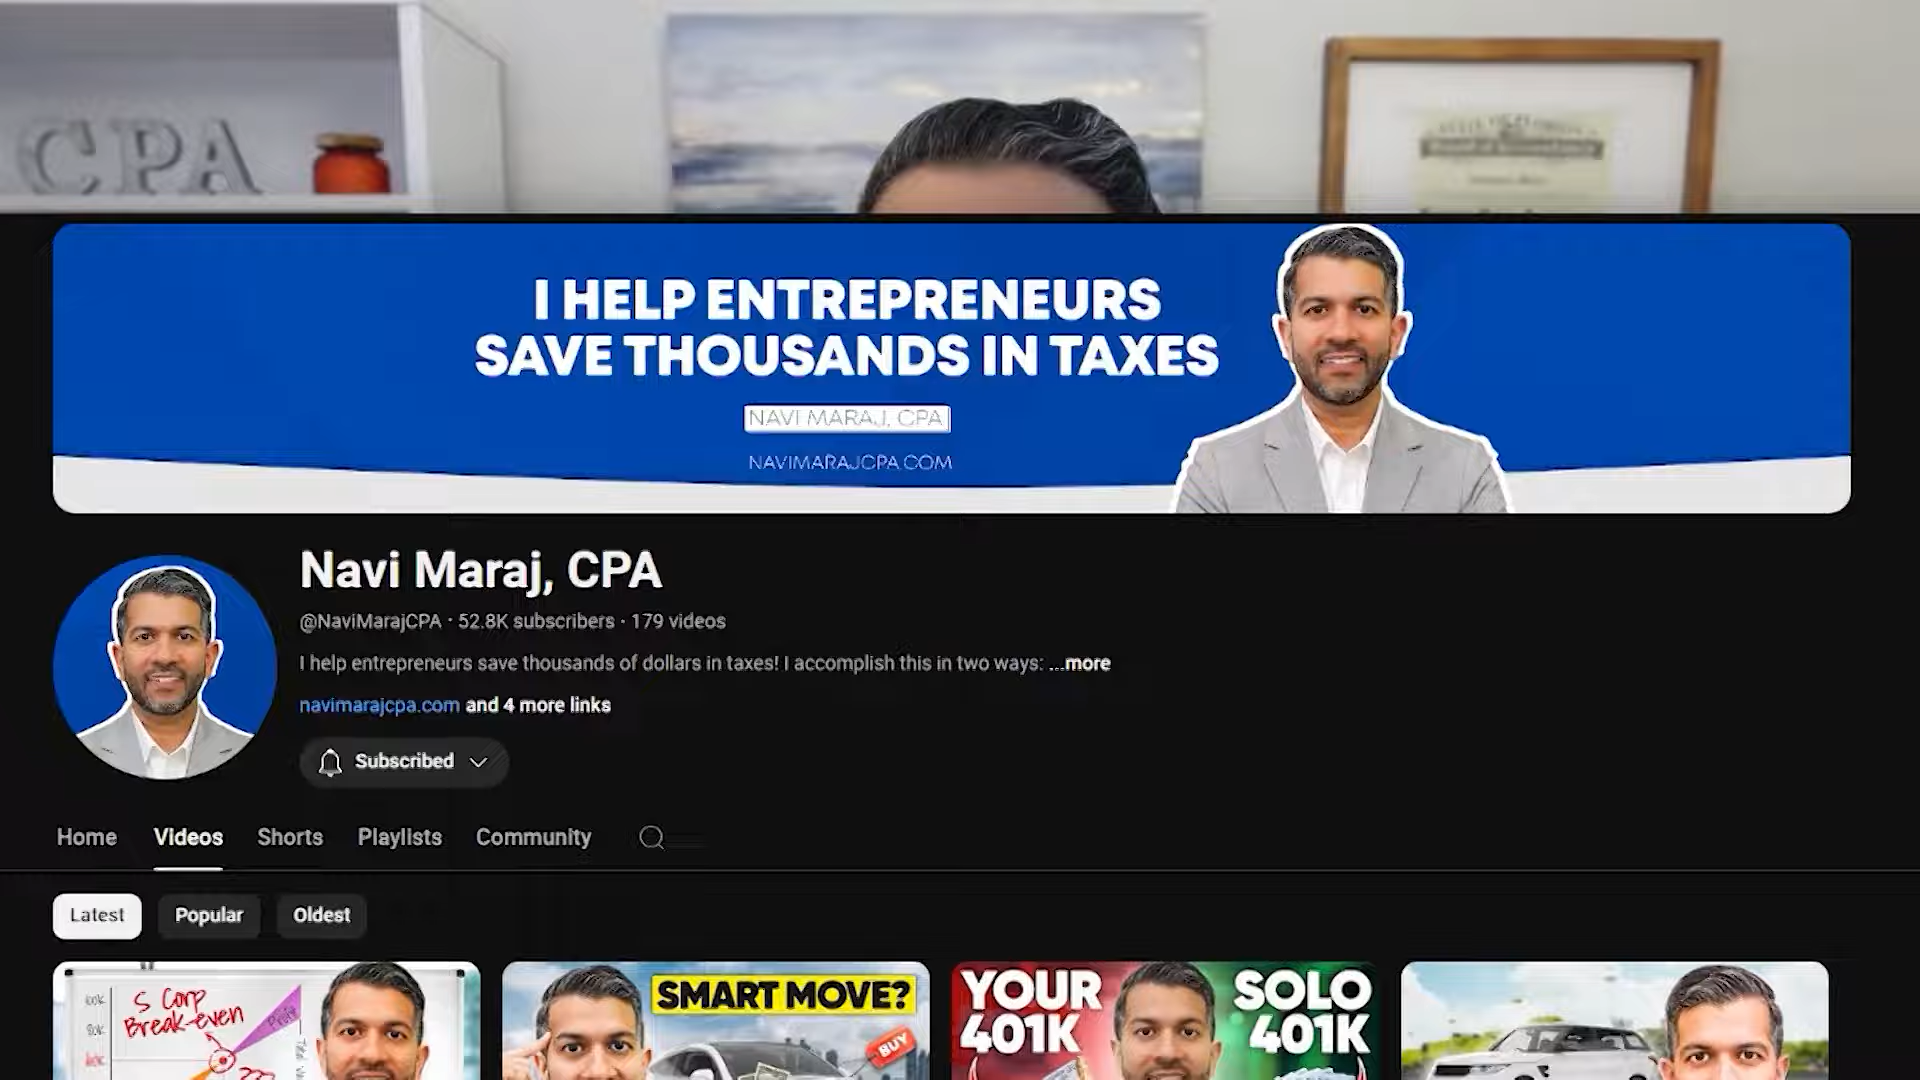 CPA
I HELP ENTREPRENEURS
SAVE THOUSANDS IN TAXES
NAVI MARAJ, CPA
NAVIMARAJCPA.COM
Navi Maraj, CPA
@NaviMarajCPA · 52.8K subscribers · 179 videos
I help entrepreneurs save thousands of dollars in taxes! I accomplish this in two ways: ...more
navimarajcpa.com and 4 more links
Subscribed
Home Videos Shorts Playlists Community
Latest Popular Oldest
S Corp
Break-even
Profit
SMART MOVE?
BUY
YOUR
401K
SOLO
401K